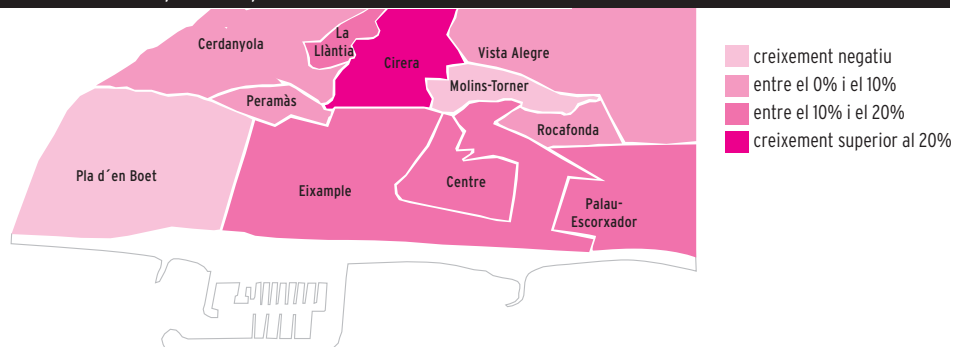 Cerdanyola
La
Llàntia
Cirera
Vista Alegre
Molins-Torner
Peramàs
Rocafonda
Pla d´en Boet
Eixample
Centre
Palau-
Escorxador
creixement negatiu
entre el 0% i el 10%
entre el 10% i el 20%
creixement superior al 20%